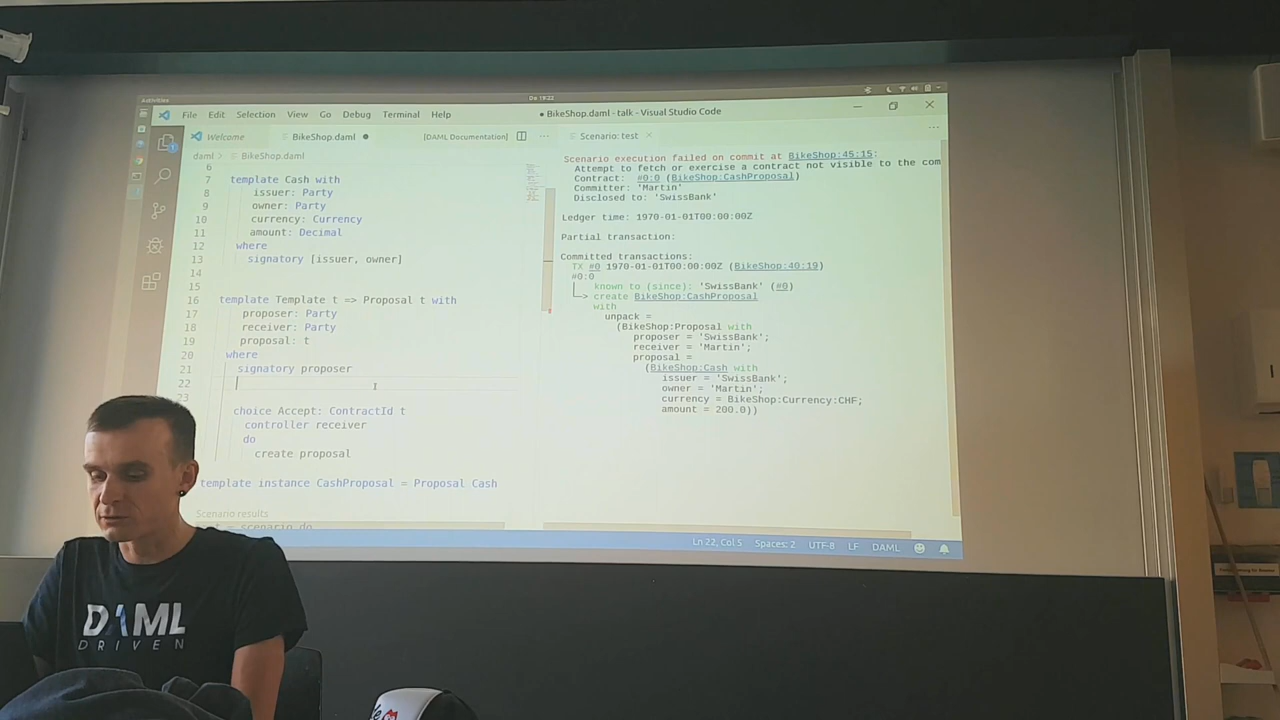 Activities
Do 19:22
File Edit Selection View Go Debug Terminal Help
● BikeShop.daml - talk - Visual Studio Code
Welcome
BikeShop.daml ●
[DAML Documentation]
Scenario: test
daml > BikeShop.daml
6
7 template Cash with
8 issuer: Party
9 owner: Party
10 currency: Currency
11 amount: Decimal
12 where
13 signatory [issuer, owner]
14
15
16 template Template t => Proposal t with
17 proposer: Party
18 receiver: Party
19 proposal: t
20 where
21 signatory proposer
22
23
choice Accept: ContractId t
controller receiver
do
create proposal
template instance CashProposal = Proposal Cash
Scenario results
= scenario do
Scenario execution failed on commit at BikeShop:45:15:
Attempt to fetch or exercise a contract not visible to the com
Contract: #0:0 (BikeShop:CashProposal)
Committer: 'Martin'
Disclosed to: 'SwissBank'
Ledger time: 1970-01-01T00:00:00Z
Partial transaction:
Committed transactions:
TX #0 1970-01-01T00:00:00Z (BikeShop:40:19)
#0:0
known to (since): 'SwissBank' (#0)
create BikeShop:CashProposal
with
unpack =
(BikeShop:Proposal with
proposer = 'SwissBank';
receiver = 'Martin';
proposal =
(BikeShop:Cash with
issuer = 'SwissBank';
owner = 'Martin';
currency = BikeShop:Currency:CHF;
amount = 200.0))
Ln 22, Col 5 Spaces: 2 UTF-8 LF DAML
DAML
DRIVEN